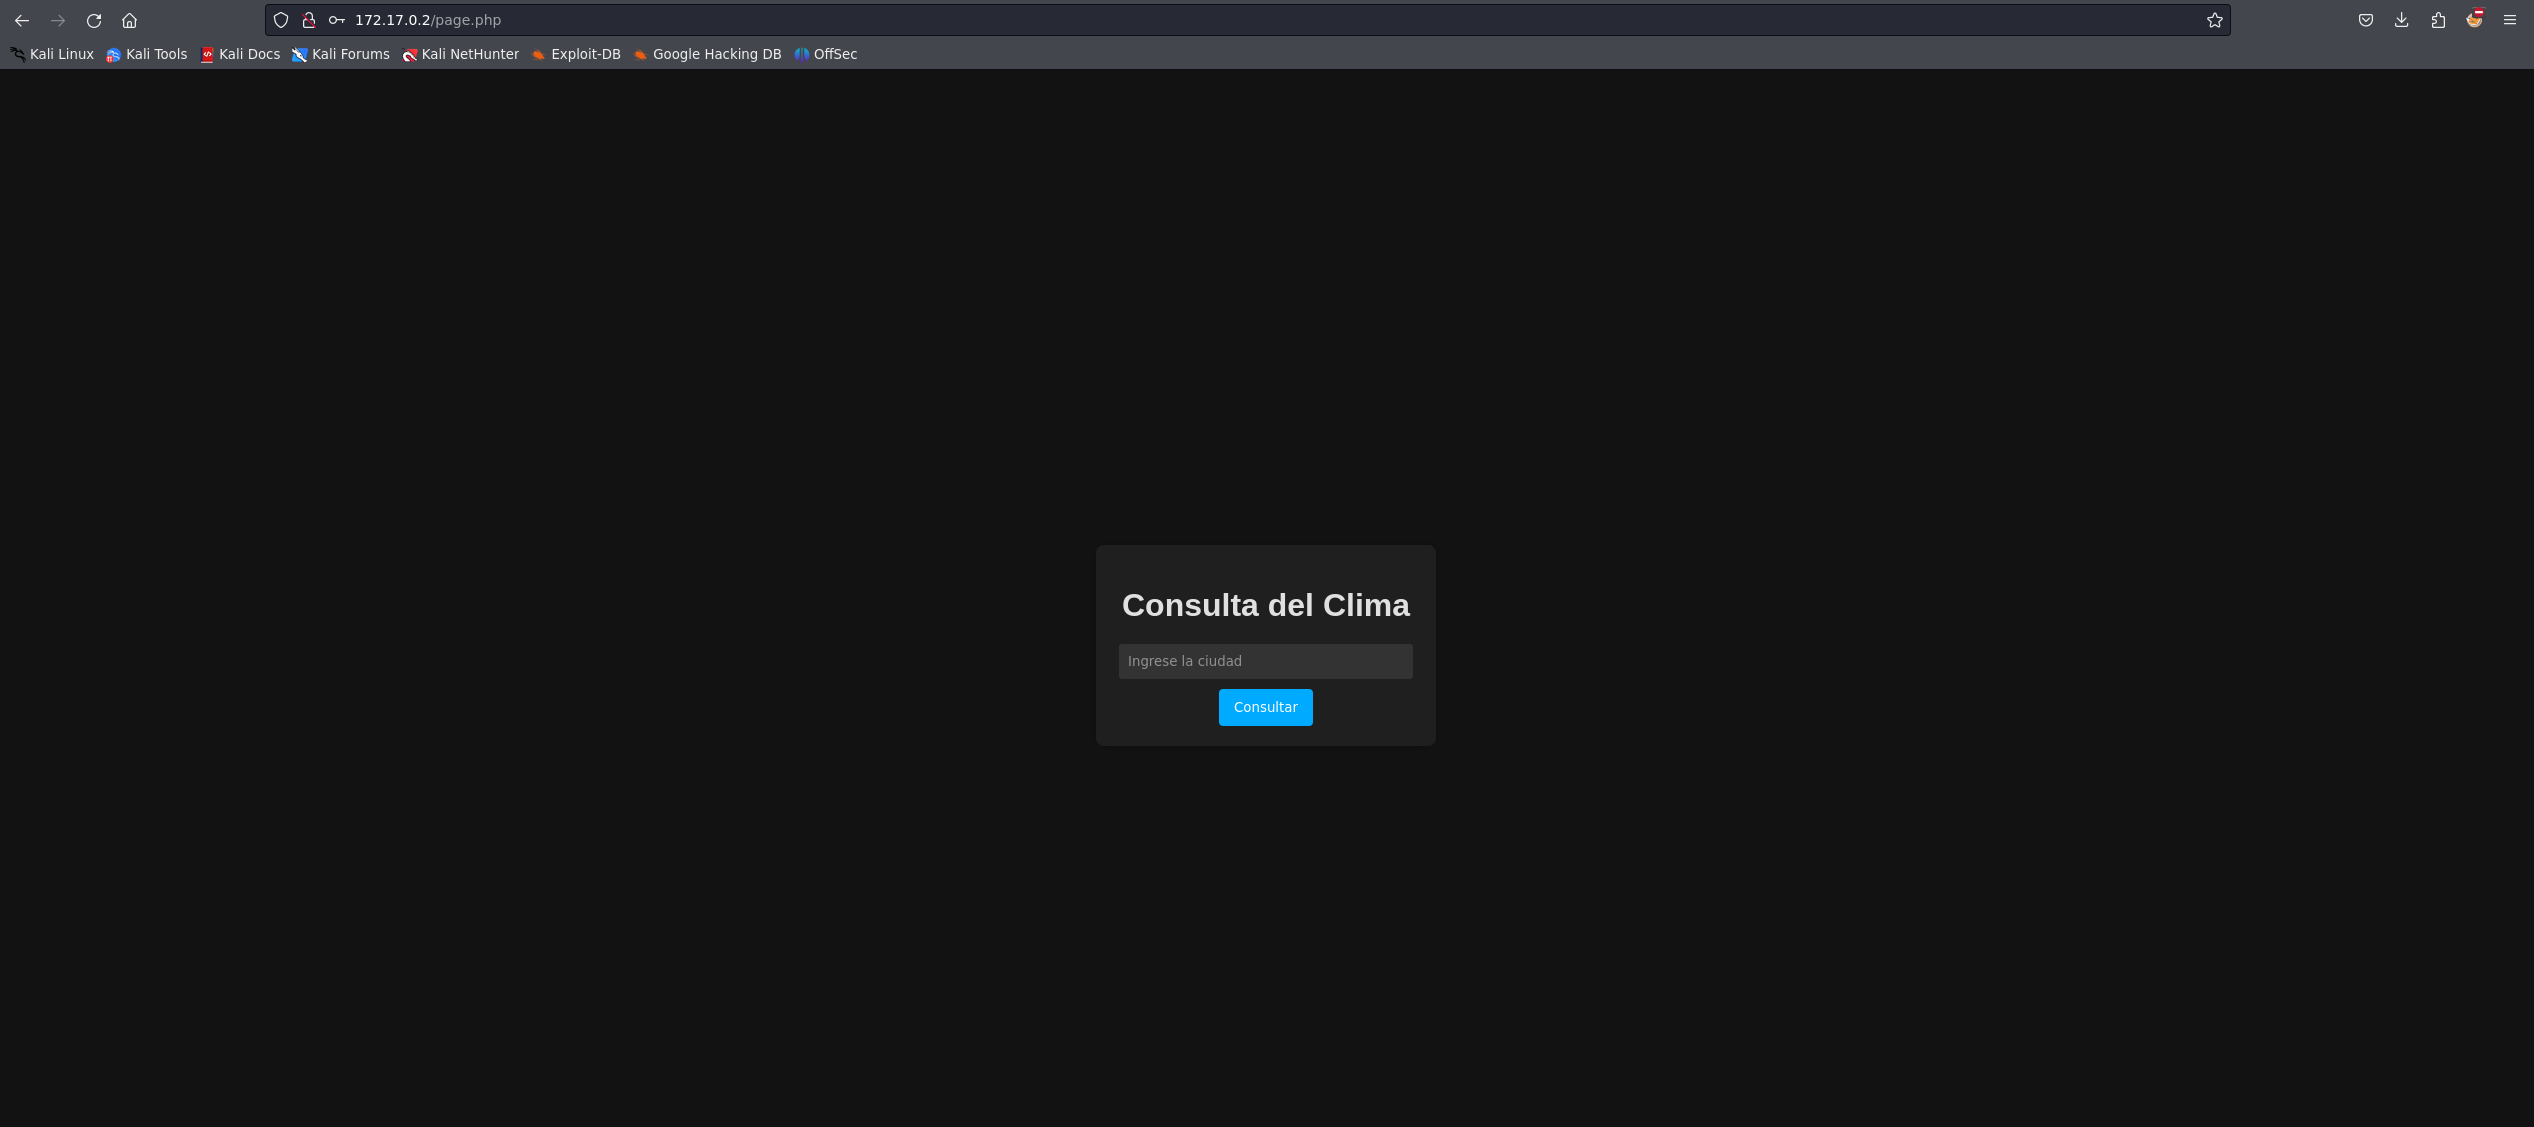 172.17.0.2/page.php
Kali Linux Kali Tools Kali Docs Kali Forums Kali NetHunter Exploit-DB Google Hacking DB OffSec
Consulta del Clima
Ingrese la ciudad
Consultar